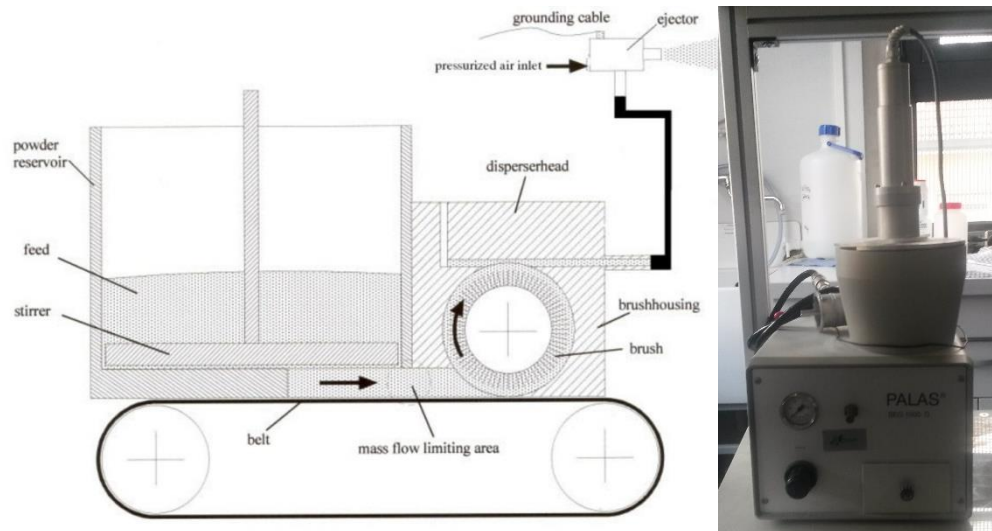 grounding cable
ejector
pressurized air inlet
powder
reservoir
disperserhead
feed
stirrer
brushhousing
brush
belt
mass flow limiting area
PALAS®